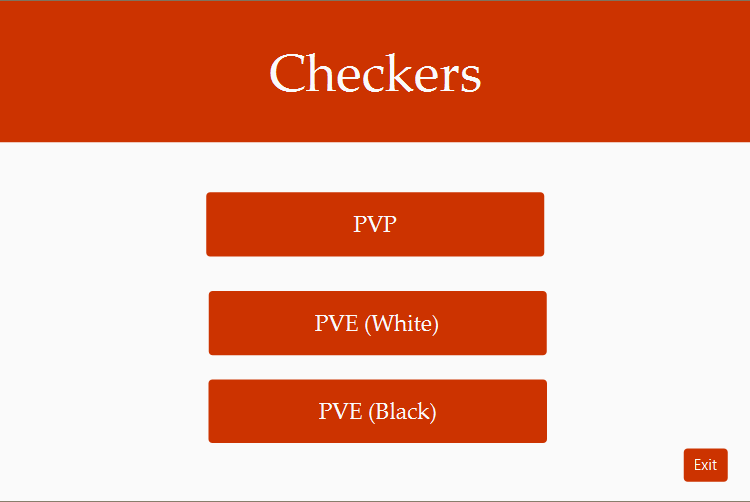 Checkers
PVP
PVE (White)
PVE (Black)
Exit